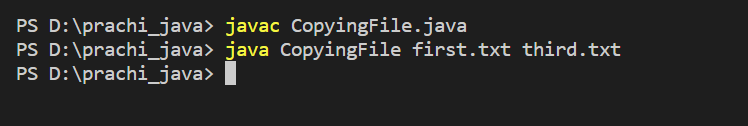 PS D:\prachi_java> javac CopyingFile.java
PS D:\prachi_java> java CopyingFile first.txt third.txt
PS D:\prachi_java>